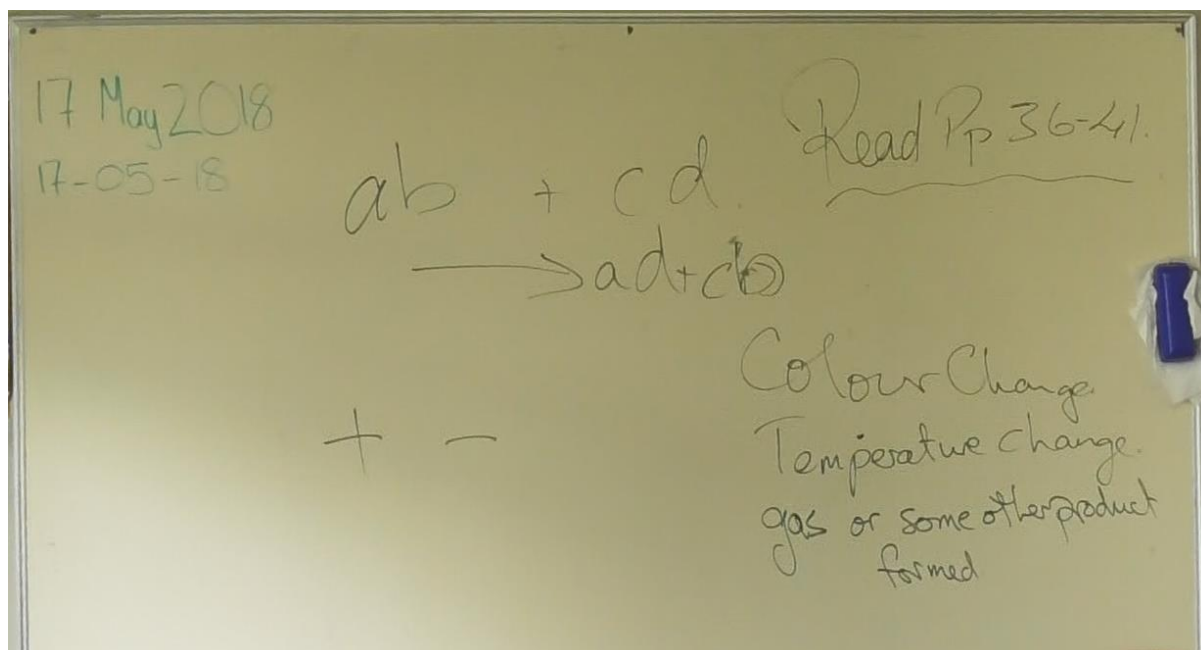 17 May 2018
17-05-18
Read Pp 36-41.
ab + cd.
→ ad+cb
+ -
Colour Change.
Temperature change.
gas or some other product
formed